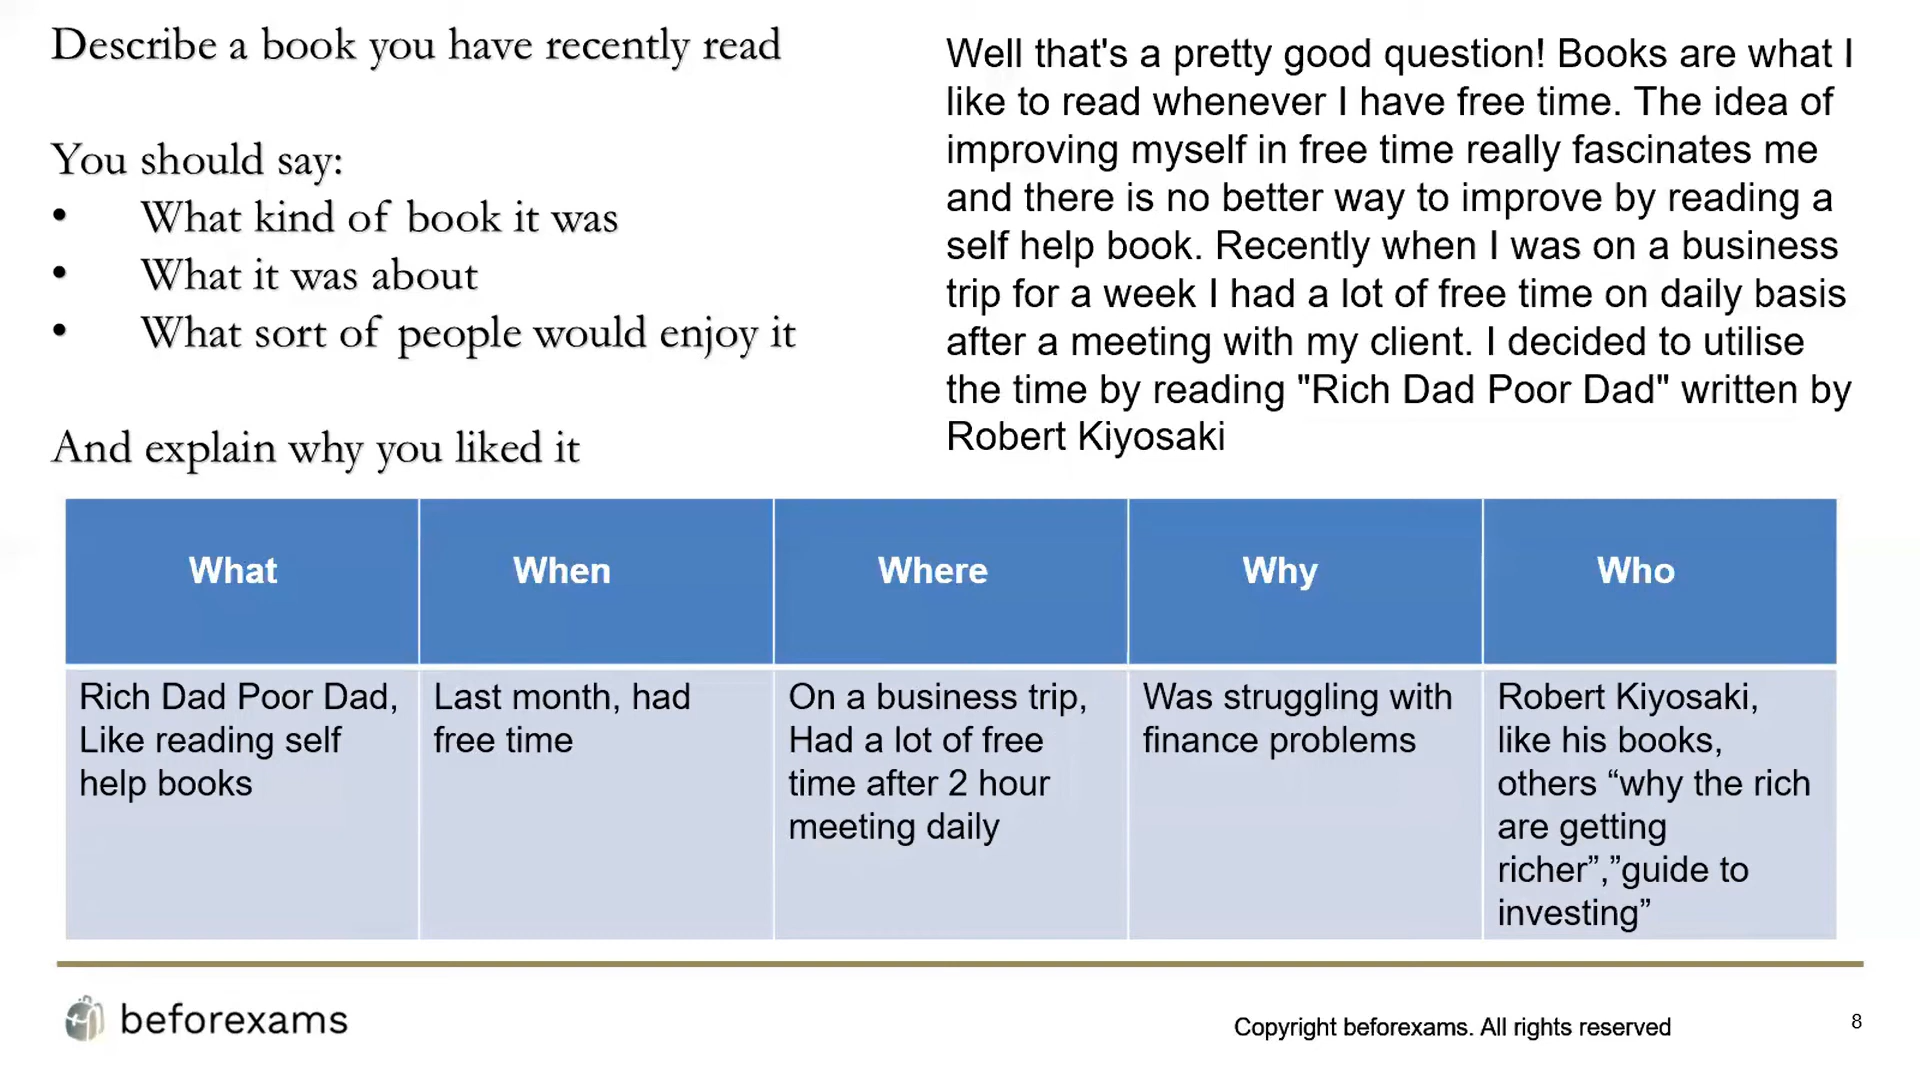 Describe a book you have recently read
You should say:
• What kind of book it was
• What it was about
• What sort of people would enjoy it
And explain why you liked it
Well that's a pretty good question! Books are what I
like to read whenever I have free time. The idea of
improving myself in free time really fascinates me
and there is no better way to improve by reading a
self help book. Recently when I was on a business
trip for a week I had a lot of free time on daily basis
after a meeting with my client. I decided to utilise
the time by reading "Rich Dad Poor Dad" written by
Robert Kiyosaki
What
When
Where
Why
Who
Rich Dad Poor Dad,
Like reading self
help books
Last month, had
free time
On a business trip,
Had a lot of free
time after 2 hour
meeting daily
Was struggling with
finance problems
Robert Kiyosaki,
like his books,
others “why the rich
are getting
richer”,”guide to
investing”
beforexams
Copyright beforexams. All rights reserved
8